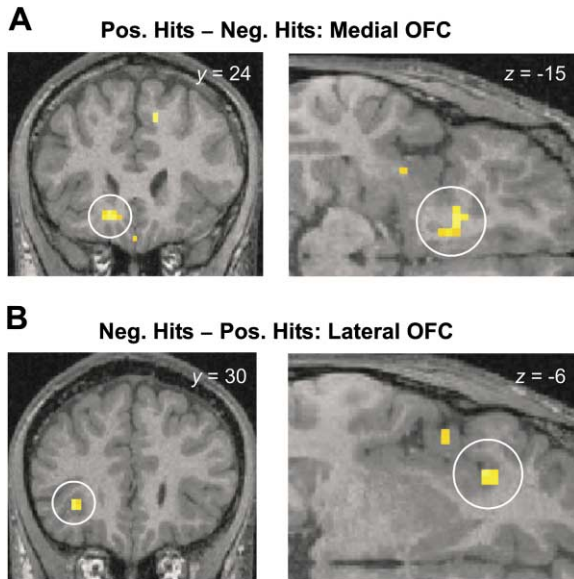 A
Pos. Hits – Neg. Hits: Medial OFC
y = 24
z = -15
B
Neg. Hits – Pos. Hits: Lateral OFC
y = 30
z = -6